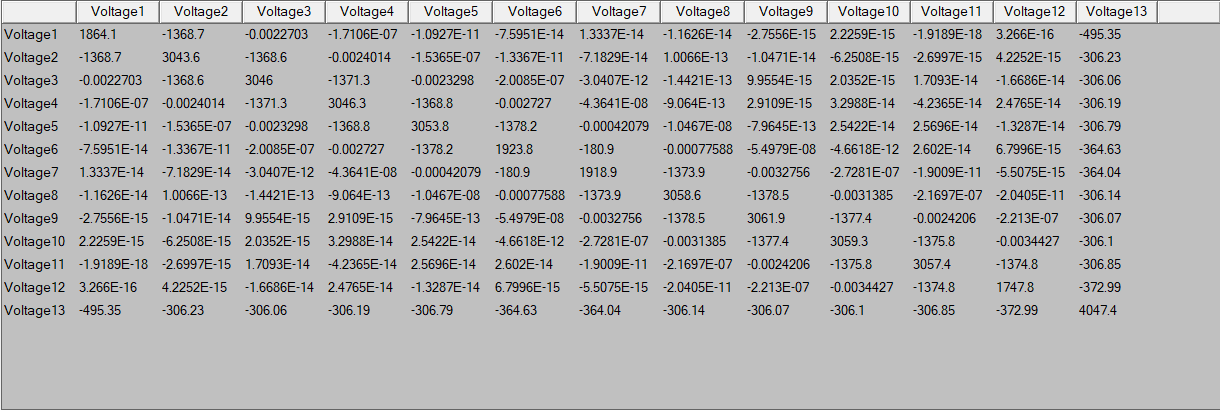 Voltage1 Voltage2 Voltage3 Voltage4 Voltage5 Voltage6 Voltage7 Voltage8 Voltage9 Voltage10 Voltage11 Voltage12 Voltage13
Voltage1 1864.1 -1368.7 -0.0022703 -1.7106E-07 -1.0927E-11 -7.5951E-14 1.3337E-14 -1.1626E-14 -2.7556E-15 2.2259E-15 -1.9189E-18 3.266E-16 -495.35
Voltage2 -1368.7 3043.6 -1368.6 -0.0024014 -1.5365E-07 -1.3367E-11 -7.1829E-14 1.0066E-13 -1.0471E-14 -6.2508E-15 -2.6997E-15 4.2252E-15 -306.23
Voltage3 -0.0022703 -1368.6 3046 -1371.3 -0.0023298 -2.0085E-07 -3.0407E-12 -1.4421E-13 9.9554E-15 2.0352E-15 1.7093E-14 -1.6686E-14 -306.06
Voltage4 -1.7106E-07 -0.0024014 -1371.3 3046.3 -1368.8 -0.002727 -4.3641E-08 -9.064E-13 2.9109E-15 3.2988E-14 -4.2365E-14 2.4765E-14 -306.19
Voltage5 -1.0927E-11 -1.5365E-07 -0.0023298 -1368.8 3053.8 -1378.2 -0.00042079 -1.0467E-08 -7.9645E-13 2.5422E-14 2.5696E-14 -1.3287E-14 -306.79
Voltage6 -7.5951E-14 -1.3367E-11 -2.0085E-07 -0.002727 -1378.2 1923.8 -180.9 -0.00077588 -5.4979E-08 -4.6618E-12 2.602E-14 6.7996E-15 -364.63
Voltage7 1.3337E-14 -7.1829E-14 -3.0407E-12 -4.3641E-08 -0.00042079 -180.9 1918.9 -1373.9 -0.0032756 -2.7281E-07 -1.9009E-11 -5.5075E-15 -364.04
Voltage8 -1.1626E-14 1.0066E-13 -1.4421E-13 -9.064E-13 -1.0467E-08 -0.00077588 -1373.9 3058.6 -1378.5 -0.0031385 -2.1697E-07 -2.0405E-11 -306.14
Voltage9 -2.7556E-15 -1.0471E-14 9.9554E-15 2.9109E-15 -7.9645E-13 -5.4979E-08 -0.0032756 -1378.5 3061.9 -1377.4 -0.0024206 -2.213E-07 -306.07
Voltage10 2.2259E-15 -6.2508E-15 2.0352E-15 3.2988E-14 2.5422E-14 -4.6618E-12 -2.7281E-07 -0.0031385 -1377.4 3059.3 -1375.8 -0.0034427 -306.1
Voltage11 -1.9189E-18 -2.6997E-15 1.7093E-14 -4.2365E-14 2.5696E-14 2.602E-14 -1.9009E-11 -2.1697E-07 -0.0024206 -1375.8 3057.4 -1374.8 -306.85
Voltage12 3.266E-16 4.2252E-15 -1.6686E-14 2.4765E-14 -1.3287E-14 6.7996E-15 -5.5075E-15 -2.0405E-11 -2.213E-07 -0.0034427 -1374.8 1747.8 -372.99
Voltage13 -495.35 -306.23 -306.06 -306.19 -306.79 -364.63 -364.04 -306.14 -306.07 -306.1 -306.85 -372.99 4047.4